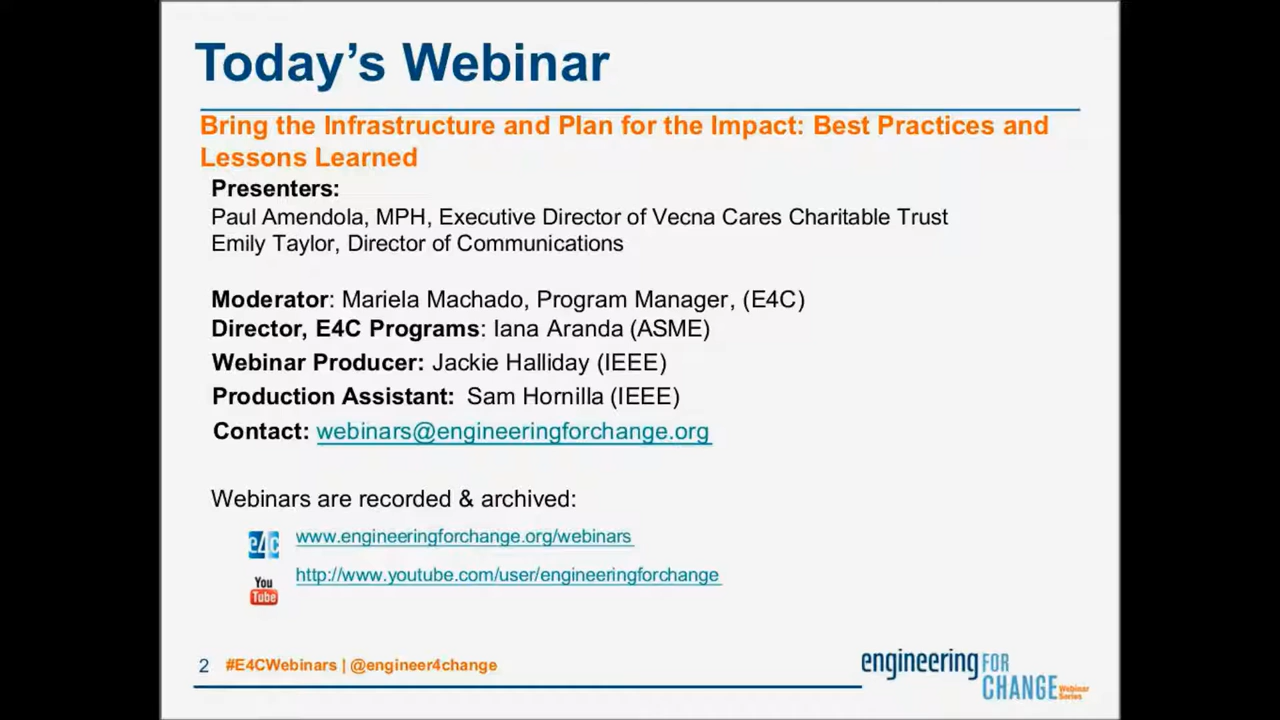 Today's Webinar
Bring the Infrastructure and Plan for the Impact: Best Practices and
Lessons Learned
Presenters:
Paul Amendola, MPH, Executive Director of Vecna Cares Charitable Trust
Emily Taylor, Director of Communications
Moderator: Mariela Machado, Program Manager, (E4C)
Director, E4C Programs: Iana Aranda (ASME)
Webinar Producer: Jackie Halliday (IEEE)
Production Assistant: Sam Hornilla (IEEE)
Contact: webinars@engineeringforchange.org
Webinars are recorded & archived:
e4c www.engineeringforchange.org/webinars
You
Tube http://www.youtube.com/user/engineeringforchange
2 #E4CWebinars | @engineer4change
engineering FOR
CHANGE Webinar
Series